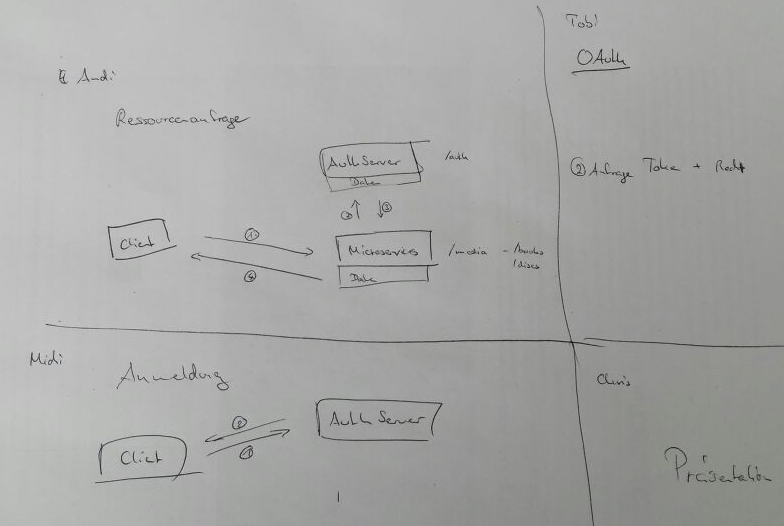 Andi
Ressourcenanfrage
AuthServer
/auth
Daten
② ③
Client
①
Microservices
/media - /books
/discs
④
Daten
Tobi
OAuth
② Anfrage Token + Recht
Midi
Anmeldung
AuthServer
②
①
Client
Chris
Präsentation